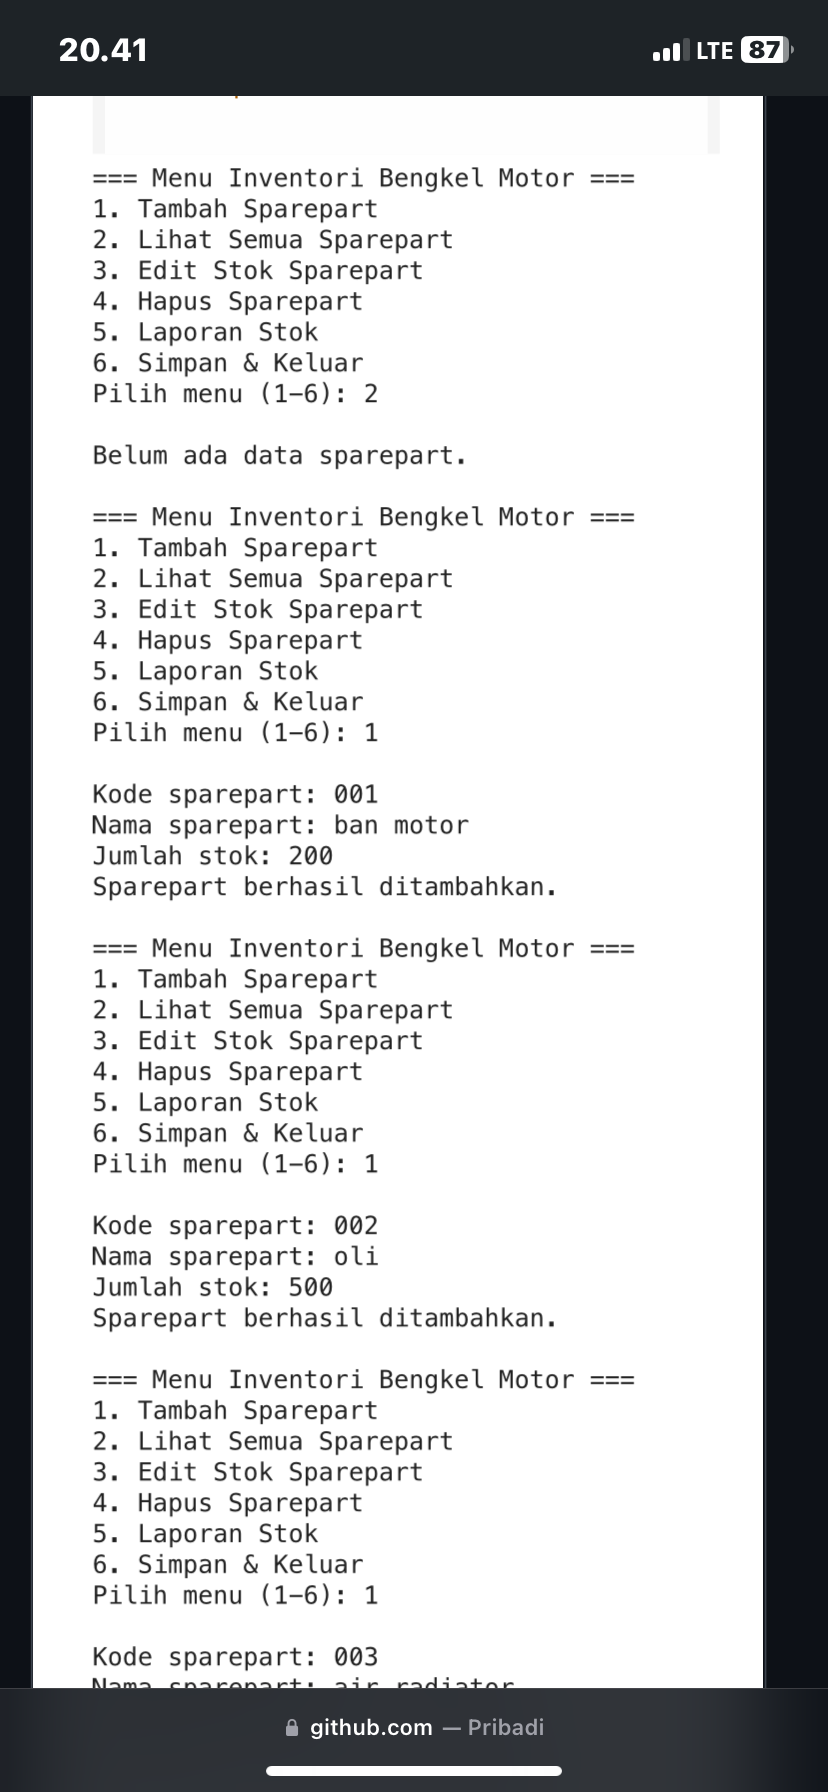 20.41
LTE 87
=== Menu Inventori Bengkel Motor ===
1. Tambah Sparepart
2. Lihat Semua Sparepart
3. Edit Stok Sparepart
4. Hapus Sparepart
5. Laporan Stok
6. Simpan & Keluar
Pilih menu (1-6): 2
Belum ada data sparepart.
=== Menu Inventori Bengkel Motor ===
1. Tambah Sparepart
2. Lihat Semua Sparepart
3. Edit Stok Sparepart
4. Hapus Sparepart
5. Laporan Stok
6. Simpan & Keluar
Pilih menu (1-6): 1
Kode sparepart: 001
Nama sparepart: ban motor
Jumlah stok: 200
Sparepart berhasil ditambahkan.
=== Menu Inventori Bengkel Motor ===
1. Tambah Sparepart
2. Lihat Semua Sparepart
3. Edit Stok Sparepart
4. Hapus Sparepart
5. Laporan Stok
6. Simpan & Keluar
Pilih menu (1-6): 1
Kode sparepart: 002
Nama sparepart: oli
Jumlah stok: 500
Sparepart berhasil ditambahkan.
=== Menu Inventori Bengkel Motor ===
1. Tambah Sparepart
2. Lihat Semua Sparepart
3. Edit Stok Sparepart
4. Hapus Sparepart
5. Laporan Stok
6. Simpan & Keluar
Pilih menu (1-6): 1
Kode sparepart: 003
Nama sparepart: air radiator
github.com — Pribadi